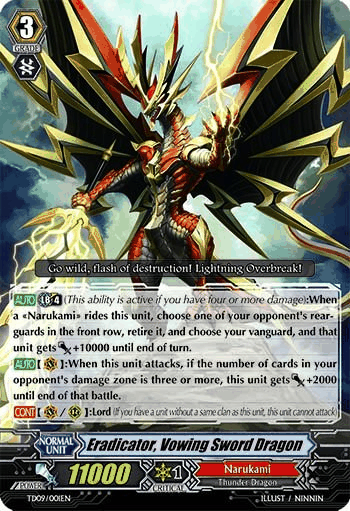 3
GRADE
Go wild, flash of destruction! Lightning Overbreak!
AUTO LB 4 (This ability is active if you have four or more damage):When
a «Narukami» rides this unit, choose one of your opponent's rear-
guards in the front row, retire it, and choose your vanguard, and that
unit gets +10000 until end of turn.
AUTO [ ]:When this unit attacks, if the number of cards in your
opponent's damage zone is three or more, this unit gets +2000
until end of that battle.
CONT [ / ]:Lord (If you have a unit without a same clan as this unit, this unit cannot attack)
NORMAL
UNIT
Eradicator, Vowing Sword Dragon
POWER
11000
1
CRITICAL
Narukami
Thunder Dragon
TD09/001EN
ILLUST / NINNIN